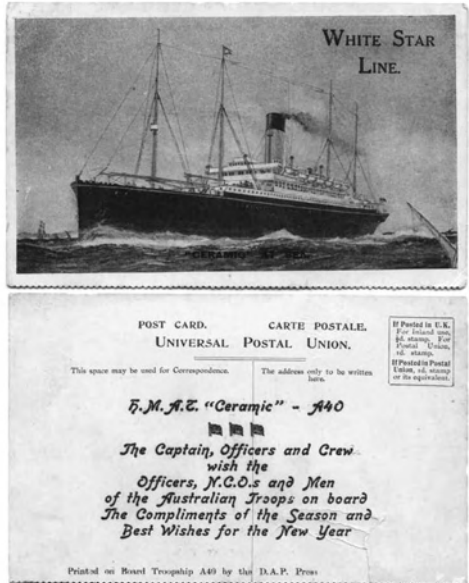 WHITE STAR
LINE.
"CERAMIC" AT SEA.
POST CARD.
CARTE POSTALE.
UNIVERSAL POSTAL UNION.
This space may be used for Correspondence.
The address only to be written
here.
If Posted in U.K.
For Inland use,
½d. stamp. For
Postal Union,
1d. stamp.
If Posted in Postal
Union, 1d. stamp
or its equivalent.
H.M.A.T. "Ceramic" - A40
The Captain, Officers and Crew
wish the
Officers, N.C.O.s and Men
of the Australian Troops on board
The Compliments of the Season and
Best Wishes for the New Year
Printed on Board Troopship A40 by the D.A.P. Press